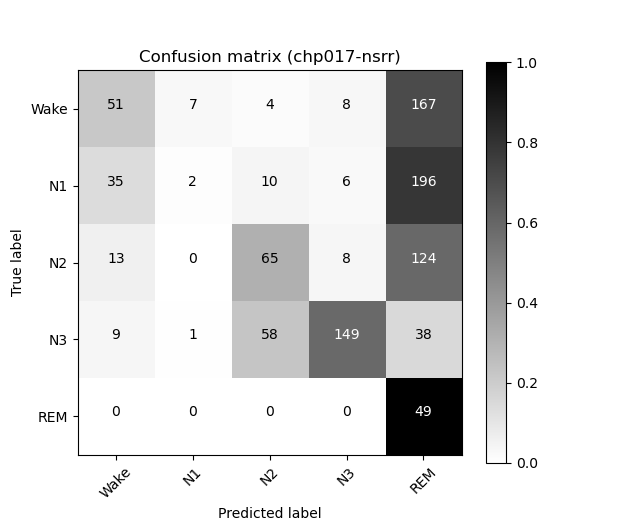 Confusion matrix (chp017-nsrr)
True label
Wake 51 7 4 8 167
N1 35 2 10 6 196
N2 13 0 65 8 124
N3 9 1 58 149 38
REM 0 0 0 0 49
Wake N1 N2 N3 REM
Predicted label
1.0
0.8
0.6
0.4
0.2
0.0